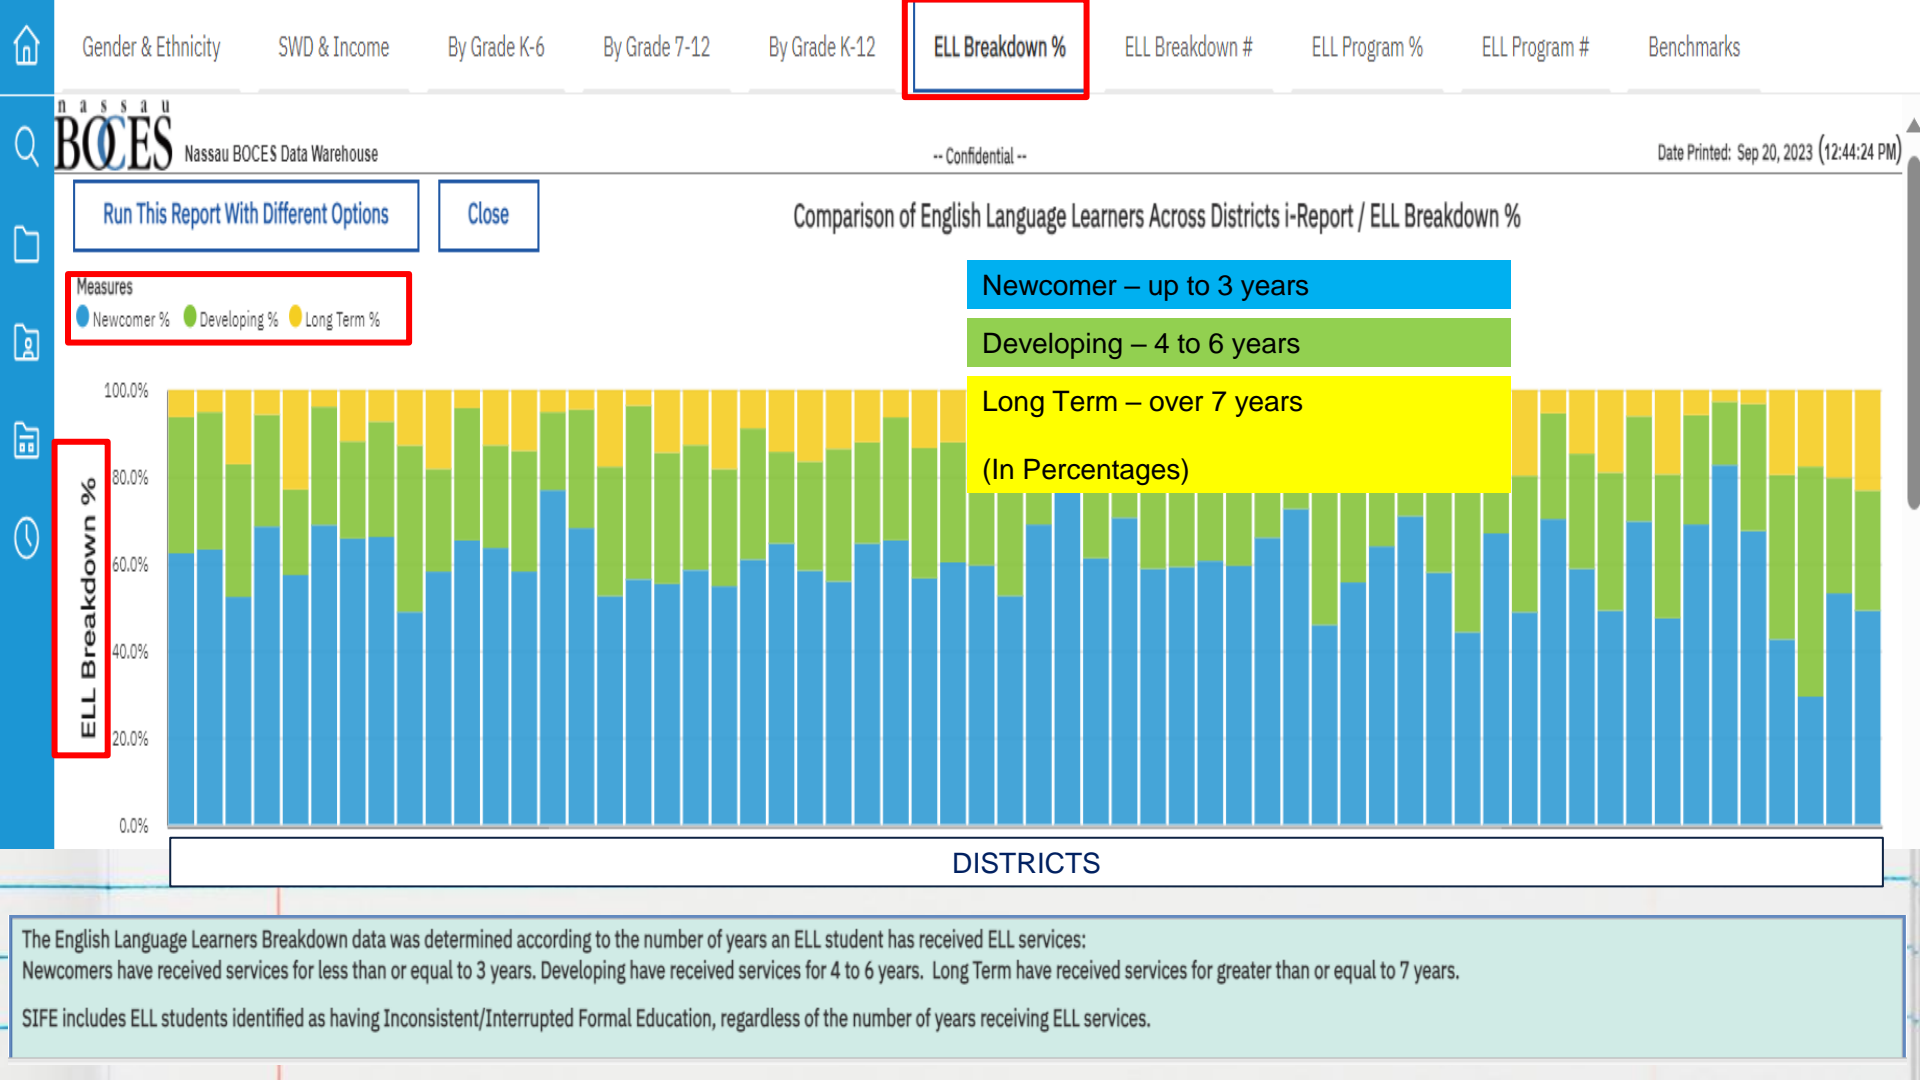 Gender & Ethnicity
SWD & Income
By Grade K-6
By Grade 7-12
By Grade K-12
ELL Breakdown %
ELL Breakdown #
ELL Program %
ELL Program #
Benchmarks
nassau
BOCES
Nassau BOCES Data Warehouse
-- Confidential --
Date Printed: Sep 20, 2023 (12:44:24 PM)
Run This Report With Different Options
Close
Comparison of English Language Learners Across Districts i-Report / ELL Breakdown %
Measures
Newcomer % Developing % Long Term %
Newcomer – up to 3 years
Developing – 4 to 6 years
Long Term – over 7 years
(In Percentages)
ELL Breakdown %
100.0%
80.0%
60.0%
40.0%
20.0%
0.0%
DISTRICTS
The English Language Learners Breakdown data was determined according to the number of years an ELL student has received ELL services:
Newcomers have received services for less than or equal to 3 years. Developing have received services for 4 to 6 years. Long Term have received services for greater than or equal to 7 years.
SIFE includes ELL students identified as having Inconsistent/Interrupted Formal Education, regardless of the number of years receiving ELL services.